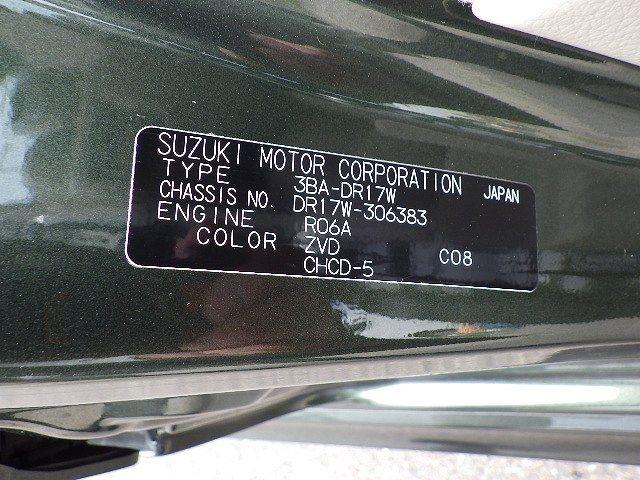 SUZUKI MOTOR CORPORATION JAPAN
TYPE 3BA-DR17W
CHASSIS NO. DR17W-306383
ENGINE R06A
COLOR ZVD C08
CHCD-5